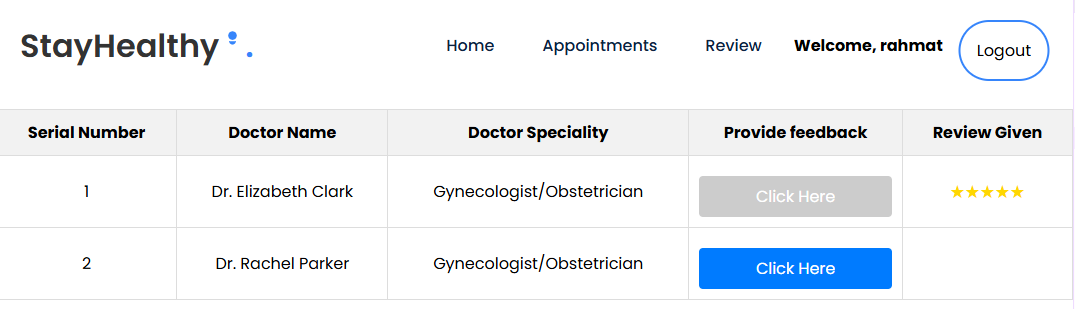 StayHealthy Home Appointments Review Welcome, rahmat Logout
Serial Number Doctor Name Doctor Speciality Provide feedback Review Given
1 Dr. Elizabeth Clark Gynecologist/Obstetrician Click Here ★★★★★
2 Dr. Rachel Parker Gynecologist/Obstetrician Click Here